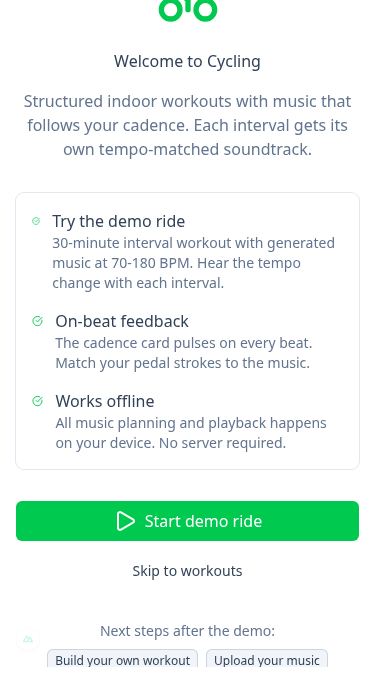 Welcome to Cycling
Structured indoor workouts with music that
follows your cadence. Each interval gets its
own tempo-matched soundtrack.
Try the demo ride
30-minute interval workout with generated
music at 70-180 BPM. Hear the tempo
change with each interval.
On-beat feedback
The cadence card pulses on every beat.
Match your pedal strokes to the music.
Works offline
All music planning and playback happens
on your device. No server required.
Start demo ride
Skip to workouts
Next steps after the demo:
Build your own workout
Upload your music